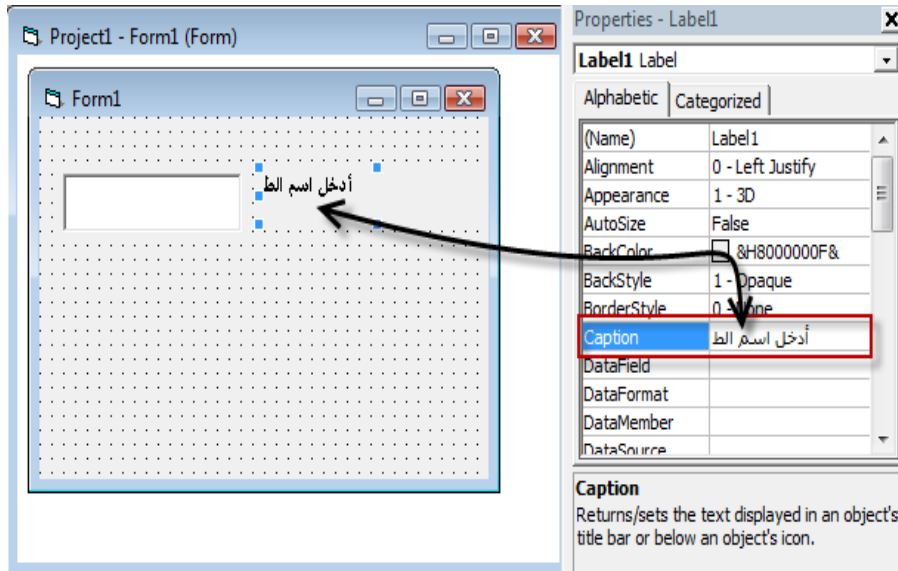 Project1 - Form1 (Form)
Form1
أدخل اسم الط
Properties - Label1
Label1 Label
Alphabetic Categorized
(Name) Label1
Alignment 0 - Left Justify
Appearance 1 - 3D
AutoSize False
BackColor &H8000000F&
BackStyle 1 - Opaque
BorderStyle 0 - None
Caption أدخل اسم الط
DataField
DataFormat
DataMember
DataSource
Caption
Returns/sets the text displayed in an object's
title bar or below an object's icon.